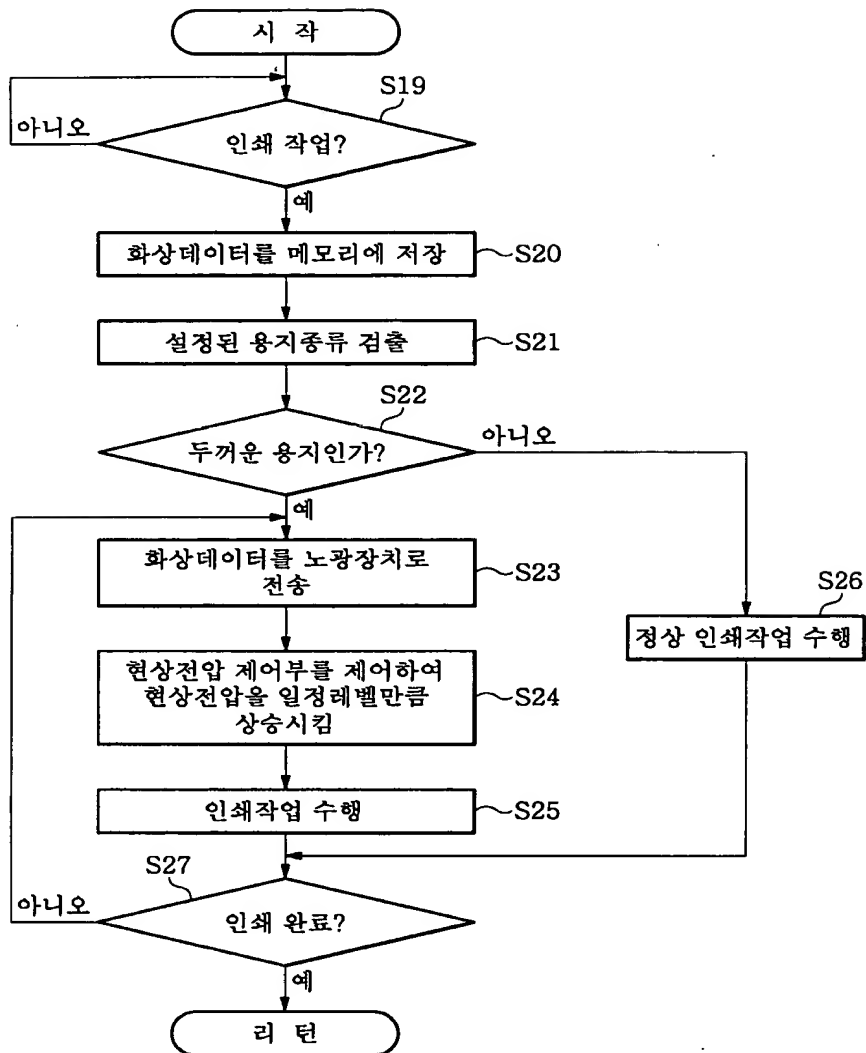 시 작
S19
아니오
인쇄 작업?
예
화상데이터를 메모리에 저장
S20
설정된 용지종류 검출
S21
S22
아니오
두꺼운 용지인가?
예
화상데이터를 노광장치로
전송
S23
S26
정상 인쇄작업 수행
현상전압 제어부를 제어하여
현상전압을 일정레벨만큼
상승시킴
S24
인쇄작업 수행
S25
S27
아니오
인쇄 완료?
예
리 턴